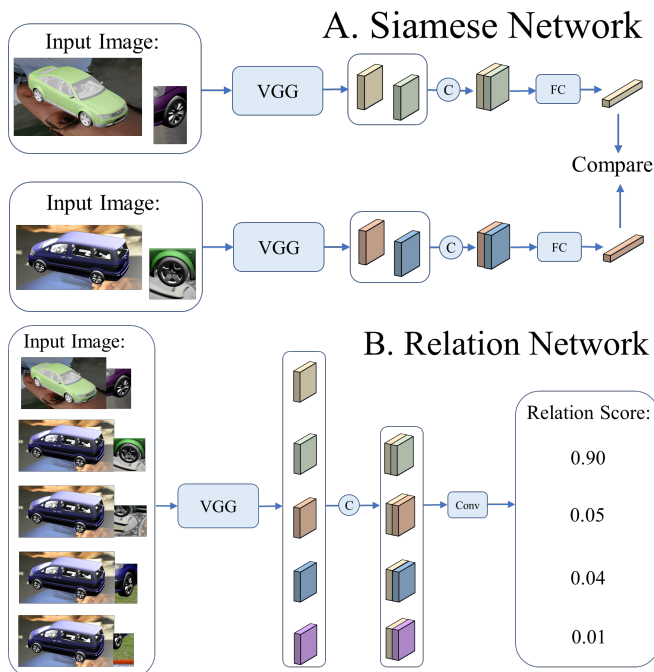 A. Siamese Network
Input Image:
VGG
C
FC
Compare
Input Image:
VGG
C
FC
B. Relation Network
Input Image:
VGG
C
Conv
Relation Score:
0.90
0.05
0.04
0.01